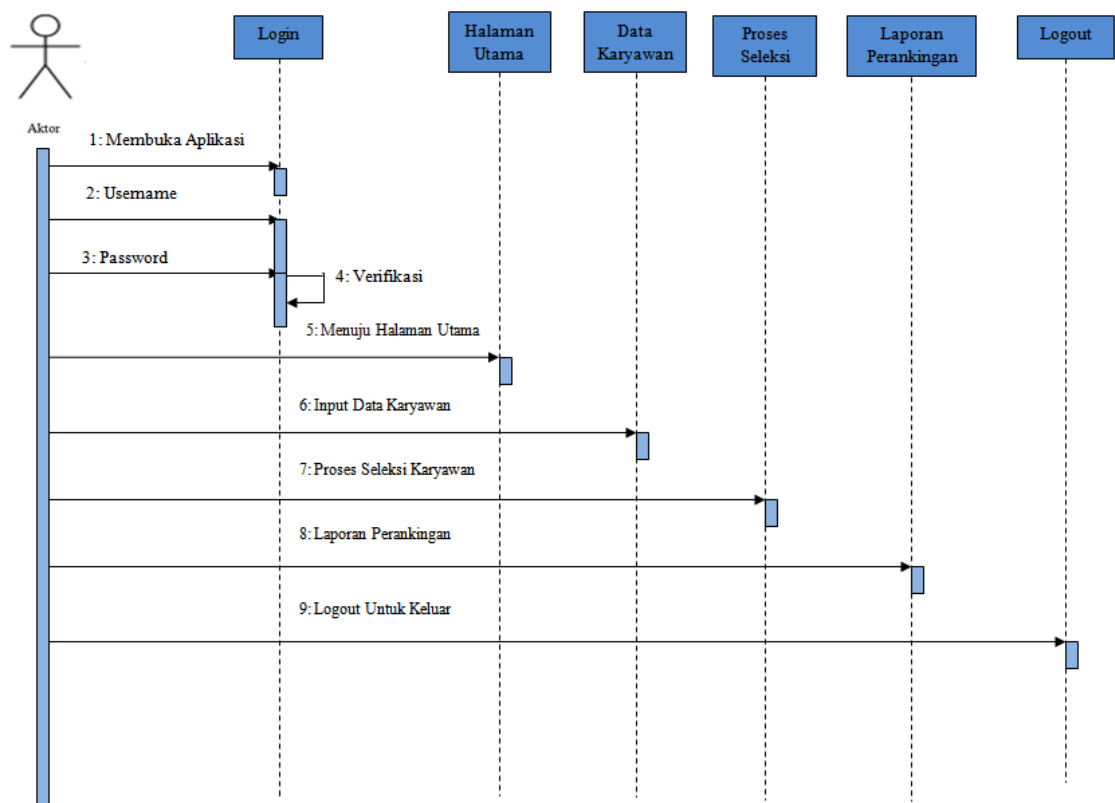 Login
Halaman
Utama
Data
Karyawan
Proses
Seleksi
Laporan
Perankingan
Logout
Aktor
1: Membuka Aplikasi
2: Username
3: Password
4: Verifikasi
5: Menuju Halaman Utama
6: Input Data Karyawan
7: Proses Seleksi Karyawan
8: Laporan Perankingan
9: Logout Untuk Keluar